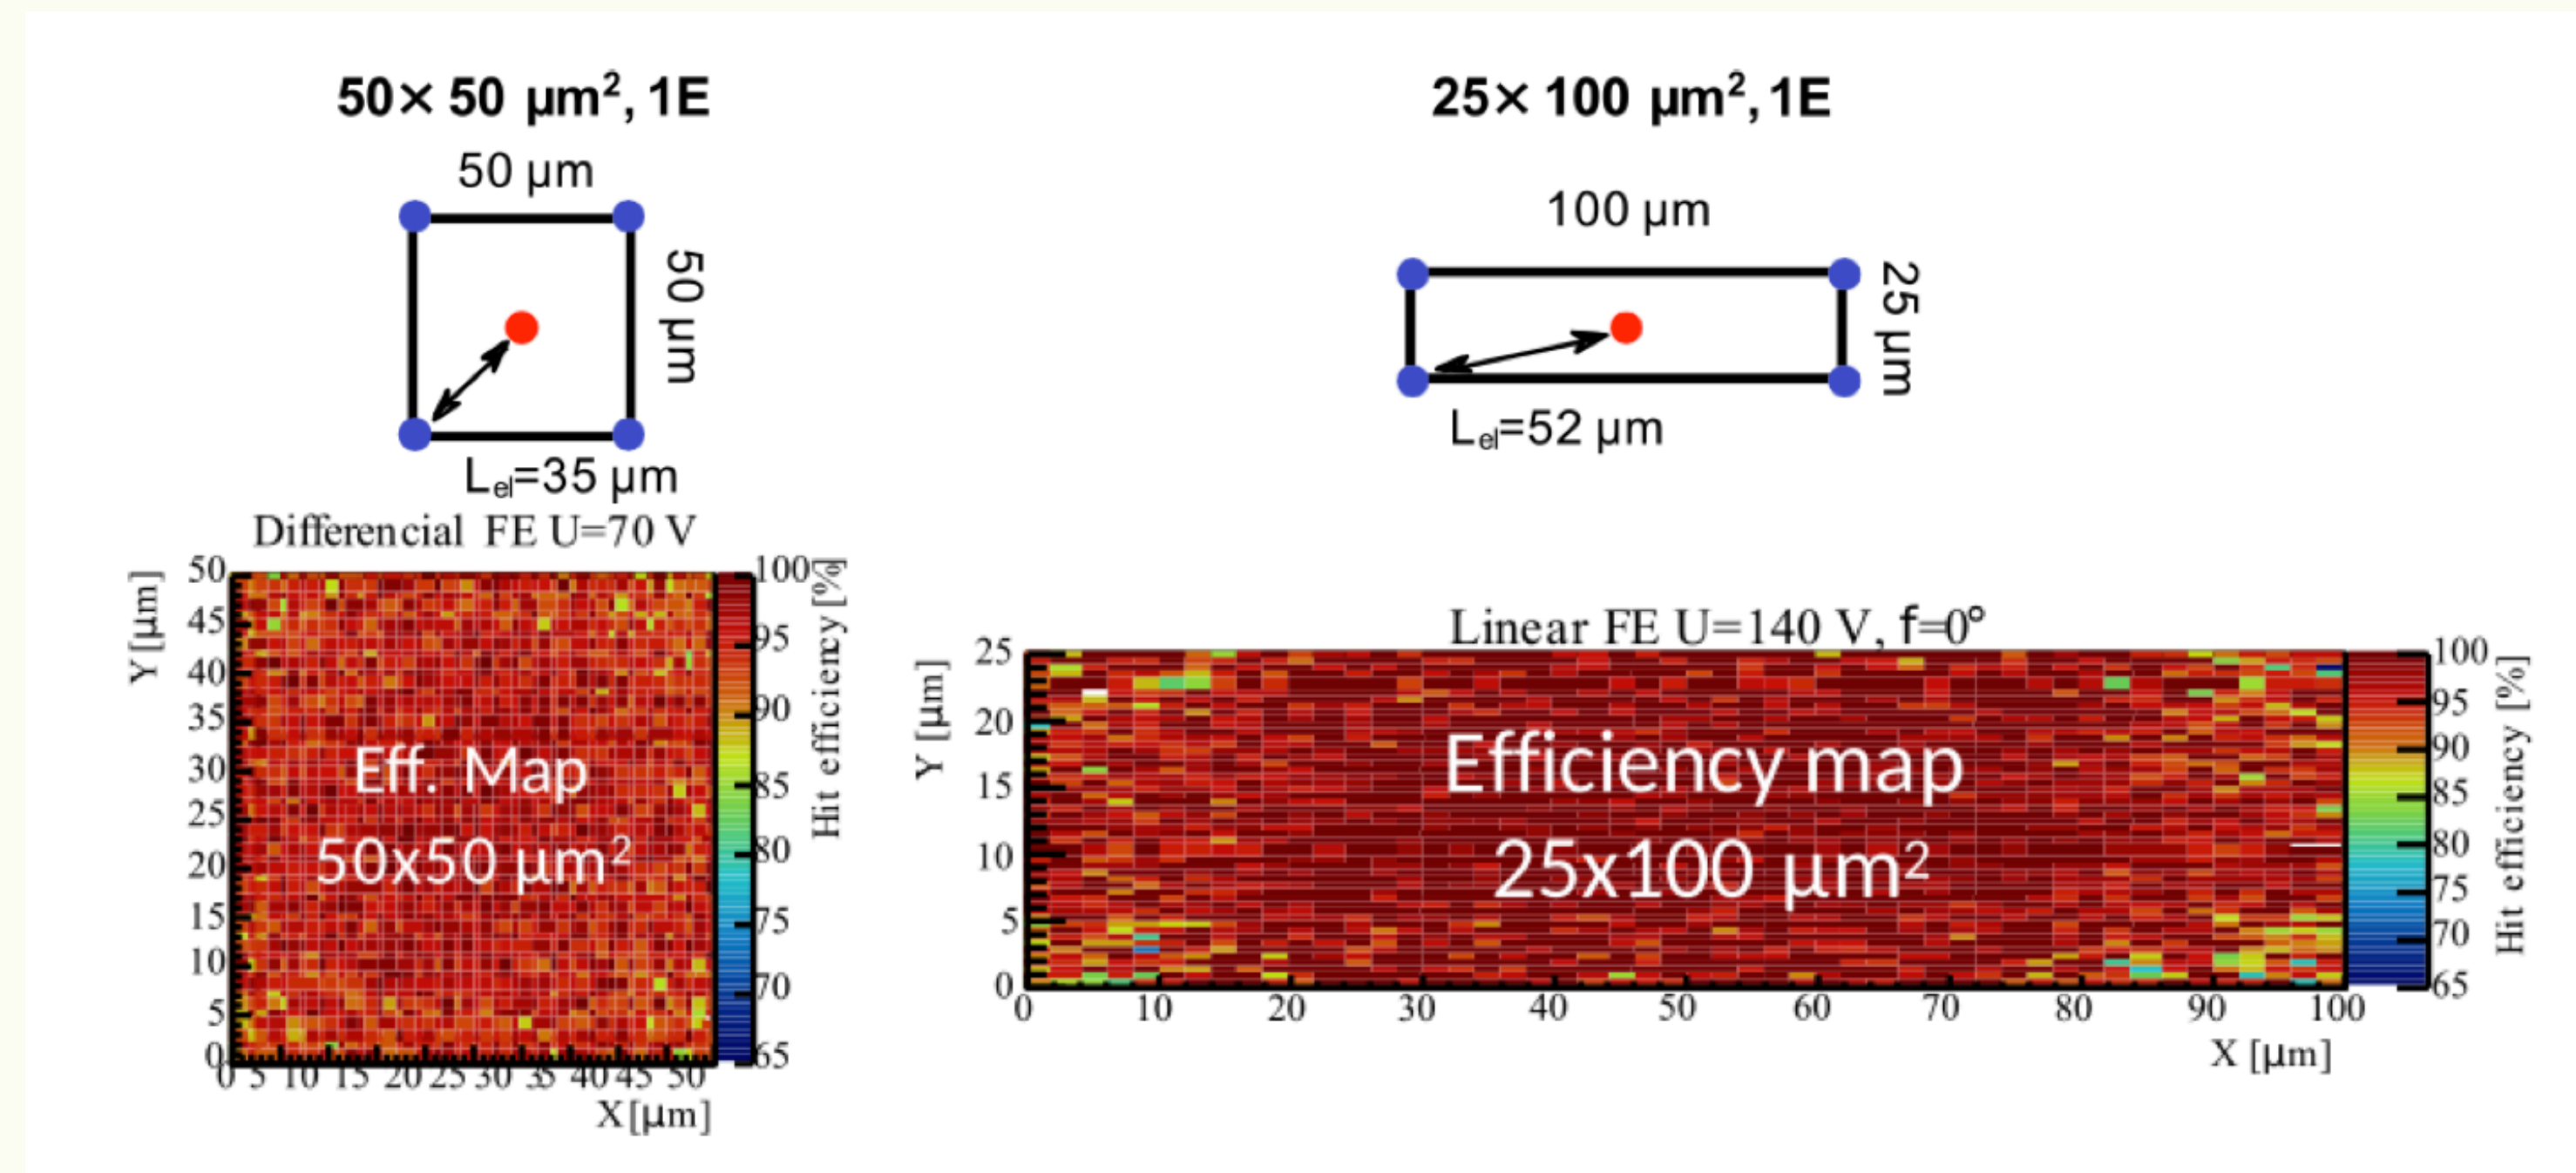 50× 50 µm², 1E
50 µm
50 µm
Lel=35 µm
Differencial FE U=70 V
Y[µm]
50
45
40
35
30
25
20
15
10
5
0
Eff. Map
50x50 µm²
0 5 10 15 20 25 30 35 40 45 50
X[µm]
100
95
90
85
80
75
70
65
Hit efficiency [%]
25× 100 µm², 1E
100 µm
25 µm
Lel=52 µm
Linear FE U=140 V, f=0°
Y [µm]
25
20
15
10
5
0
Efficiency map
25x100 µm²
0 10 20 30 40 50 60 70 80 90 100
X [µm]
100
95
90
85
80
75
70
65
Hit efficiency [%]